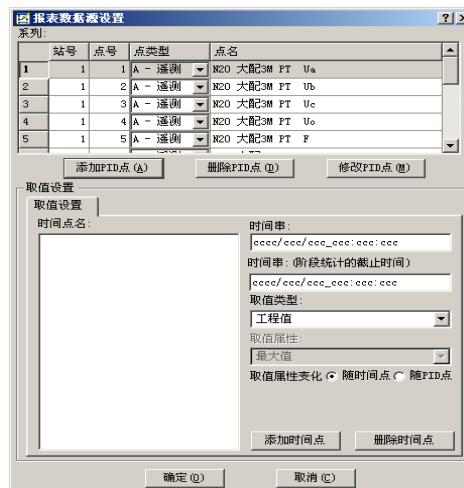 报表数据源设置
系列:
站号 点号 点类型 点名
1 1 1 A - 遥测 N20 大配3M PT Ua
2 1 2 A - 遥测 N20 大配3M PT Ub
3 1 3 A - 遥测 N20 大配3M PT Uc
4 1 4 A - 遥测 N20 大配3M PT Uo
5 1 5 A - 遥测 N20 大配3M PT F
添加PID点(A) 删除PID点(D) 修改PID点(M)
取值设置
取值设置
时间点名:
时间串:
cccc/ccc/ccc_ccc:ccc:ccc
时间串:(阶段统计的截止时间)
cccc/ccc/ccc_ccc:ccc:ccc
取值类型:
工程值
取值属性:
最大值
取值属性变化 随时间点 随PID点
添加时间点 删除时间点
确定(O) 取消(C)